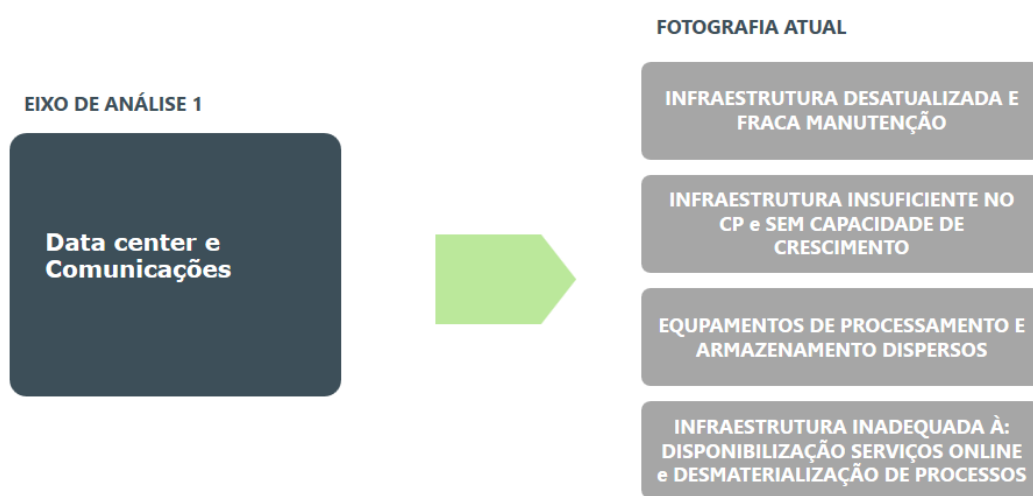 EIXO DE ANÁLISE 1
Data center e
Comunicações
FOTOGRAFIA ATUAL
INFRAESTRUTURA DESATUALIZADA E
FRACA MANUTENÇÃO
INFRAESTRUTURA INSUFICIENTE NO
CP e SEM CAPACIDADE DE
CRESCIMENTO
EQUPAMENTOS DE PROCESSAMENTO E
ARMAZENAMENTO DISPERSOS
INFRAESTRUTURA INADEQUADA À:
DISPONIBILIZAÇÃO SERVIÇOS ONLINE
e DESMATERIALIZAÇÃO DE PROCESSOS